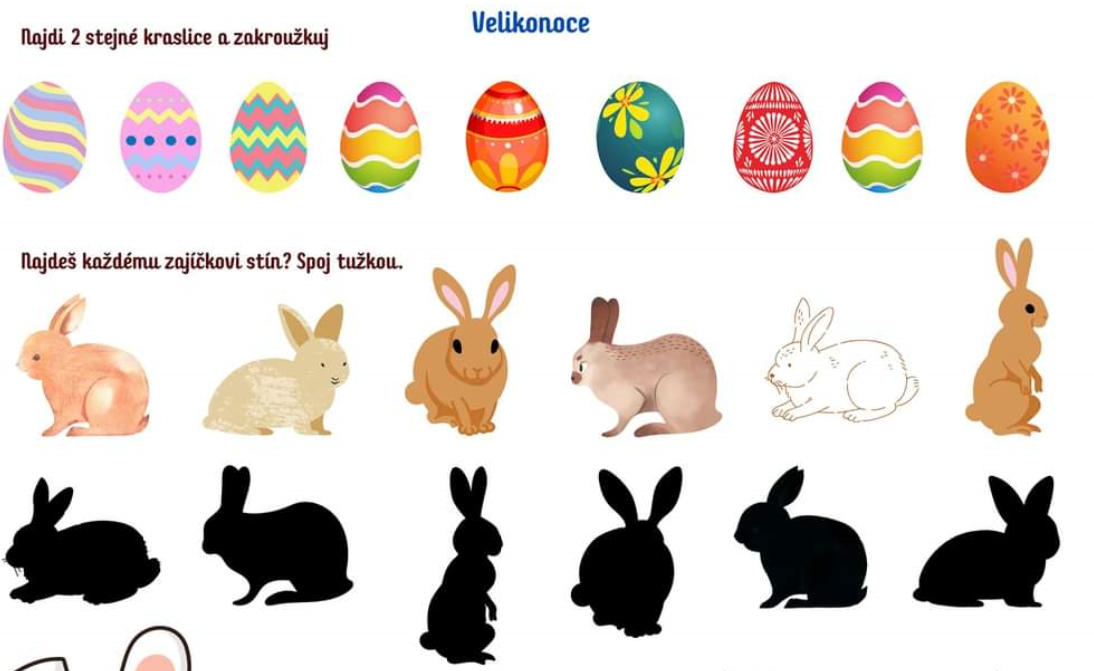 Velikonoce
Najdi 2 stejné kraslice a zakroužkuj
Najdeš každému zajíčkovi stín? Spoj tužkou.